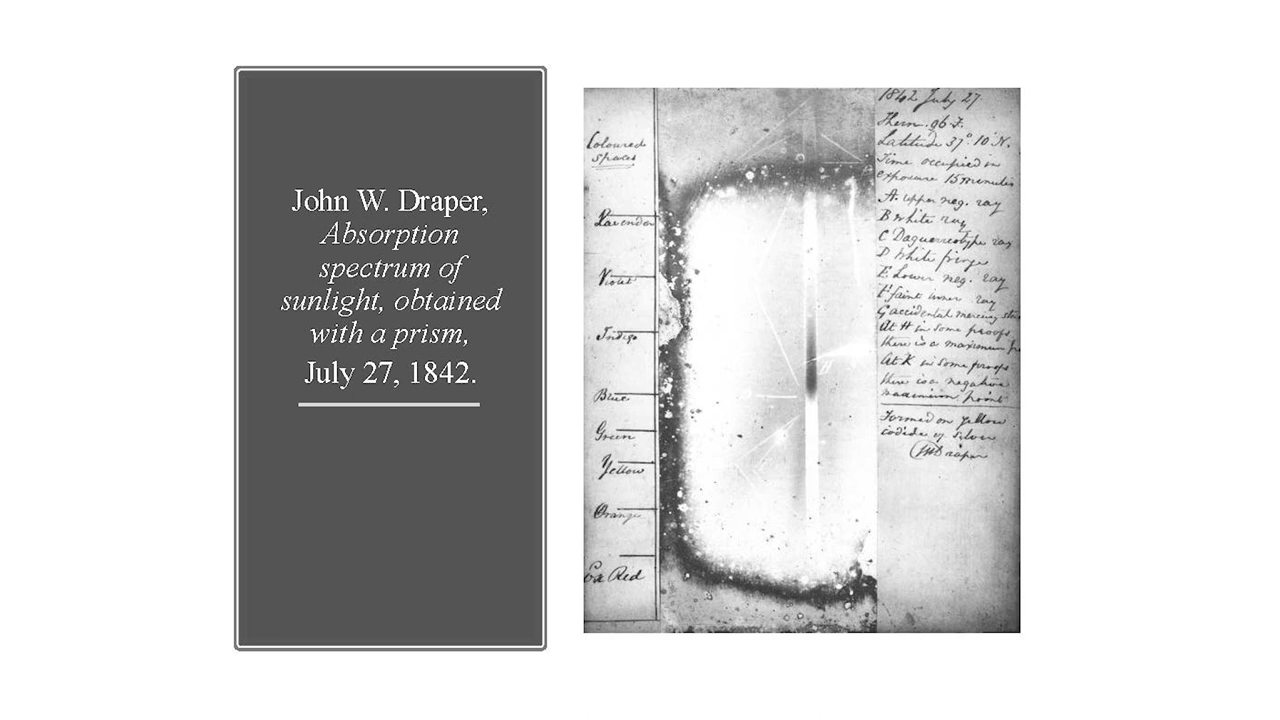 John W. Draper,
Absorption
spectrum of
sunlight, obtained
with a prism,
July 27, 1842.
Coloured
spaces
Lavender
Violet
Indigo
Blue
Green
Yellow
Orange
Red
1842 July 27.
Therm. 96 F.
Latitude 37°. 10 N.
Time occupied in
exposure 15 minutes
A. upper neg. ray
B White ray
C Daguerreotype ray
D White fringe
E. Lower neg. ray
F faint inner ray
G accidental mercury
At H in some proofs
there is a maximum
At K in some proofs
there is a negative
maximum point
Formed on yellow
iodide of silver
JW Draper